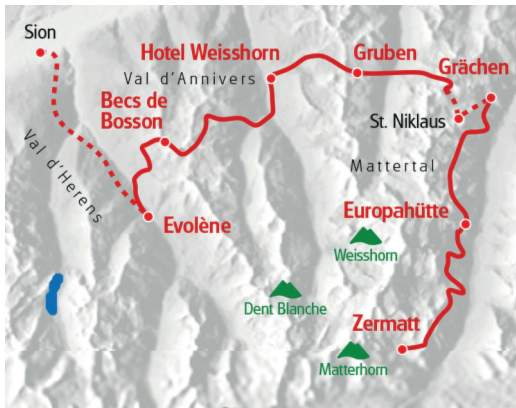 Sion
Hotel Weisshorn
Gruben
Grächen
Val d'Annivers
Becs de
Bosson
St. Niklaus
Val d'Herens
Mattertal
Evolène
Europahütte
Weisshorn
Dent Blanche
Zermatt
Matterhorn